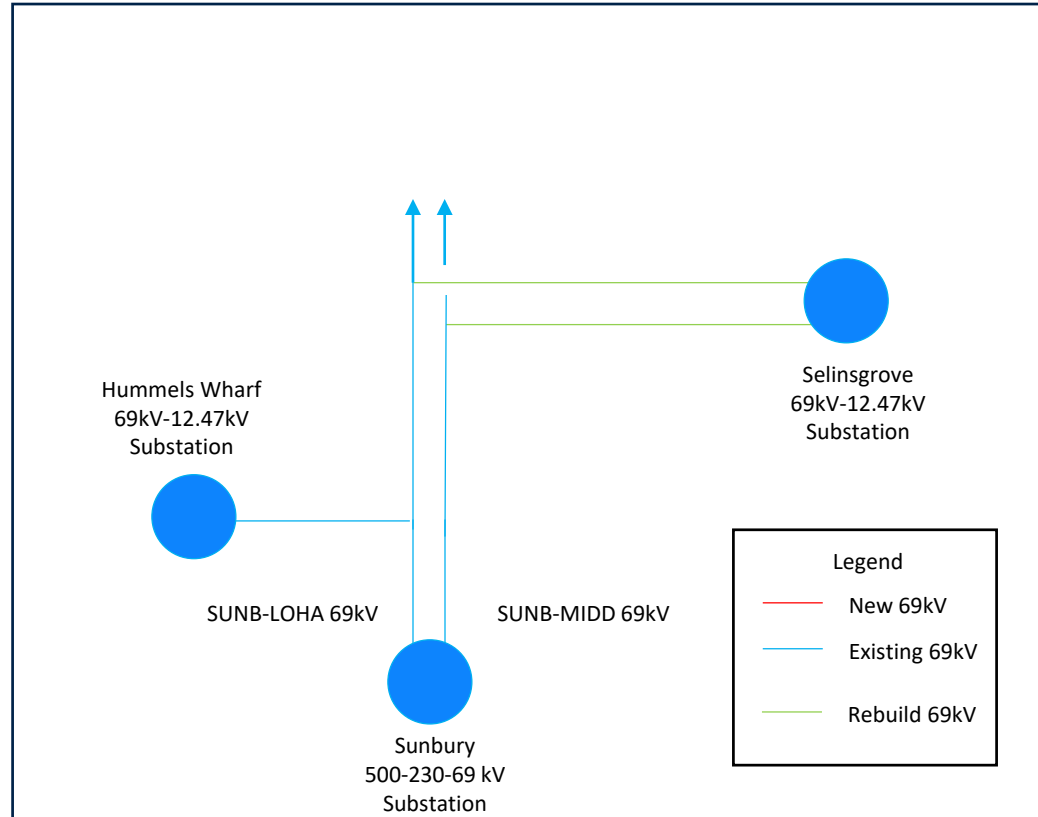 Hummels Wharf
69kV-12.47kV
Substation
Selinsgrove
69kV-12.47kV
Substation
SUNB-LOHA 69kV
SUNB-MIDD 69kV
Sunbury
500-230-69 kV
Substation
Legend
New 69kV
Existing 69kV
Rebuild 69kV